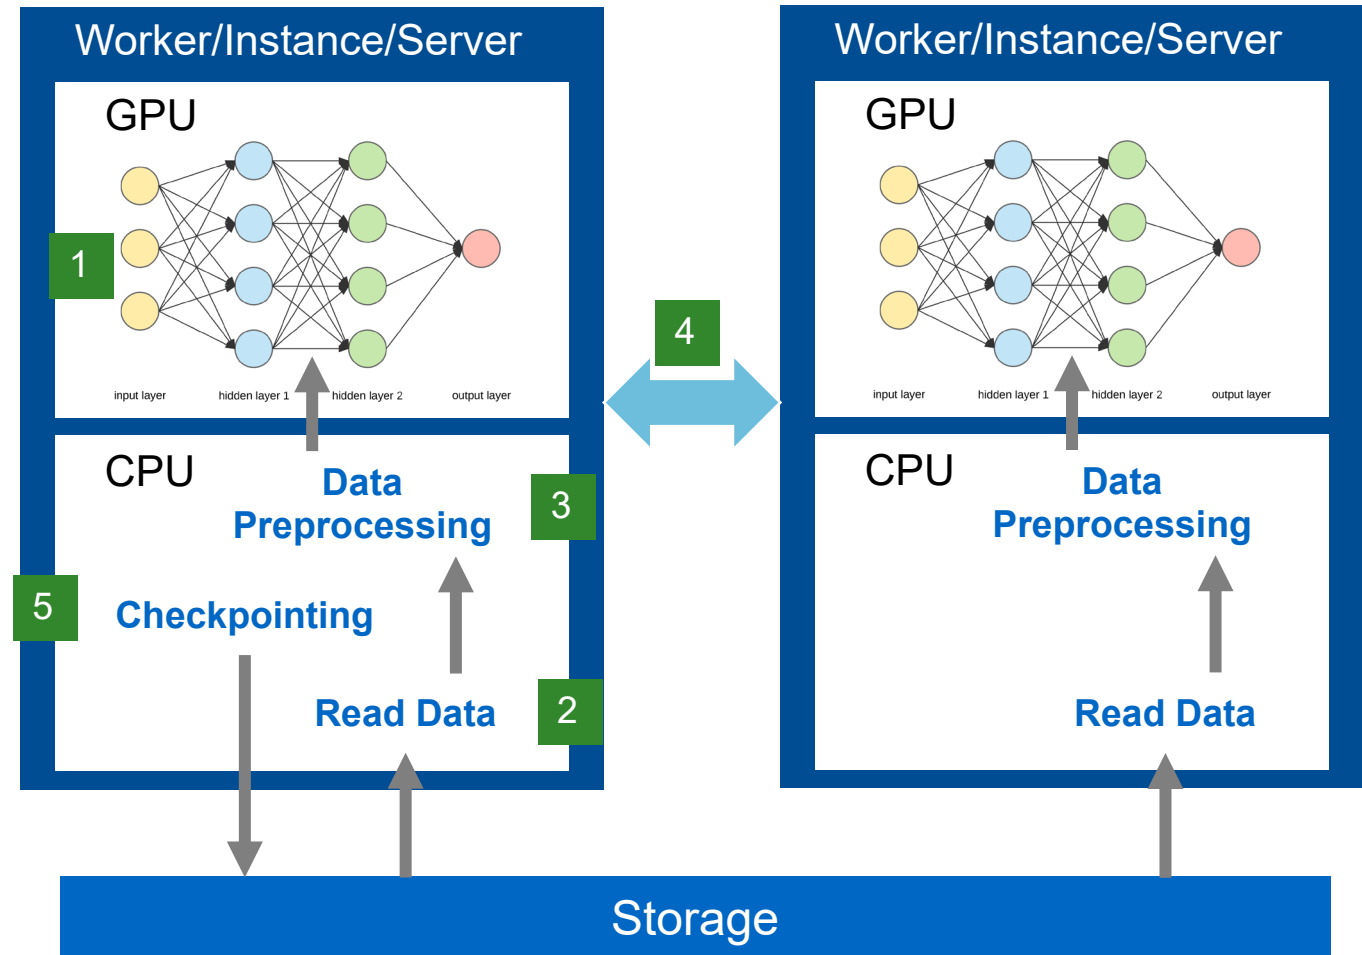 Worker/Instance/Server
GPU
1
input layer
hidden layer 1
hidden layer 2
output layer
CPU
Data
Preprocessing
3
5
Checkpointing
Read Data
2
4
Worker/Instance/Server
GPU
input layer
hidden layer 1
hidden layer 2
output layer
CPU
Data
Preprocessing
Read Data
Storage